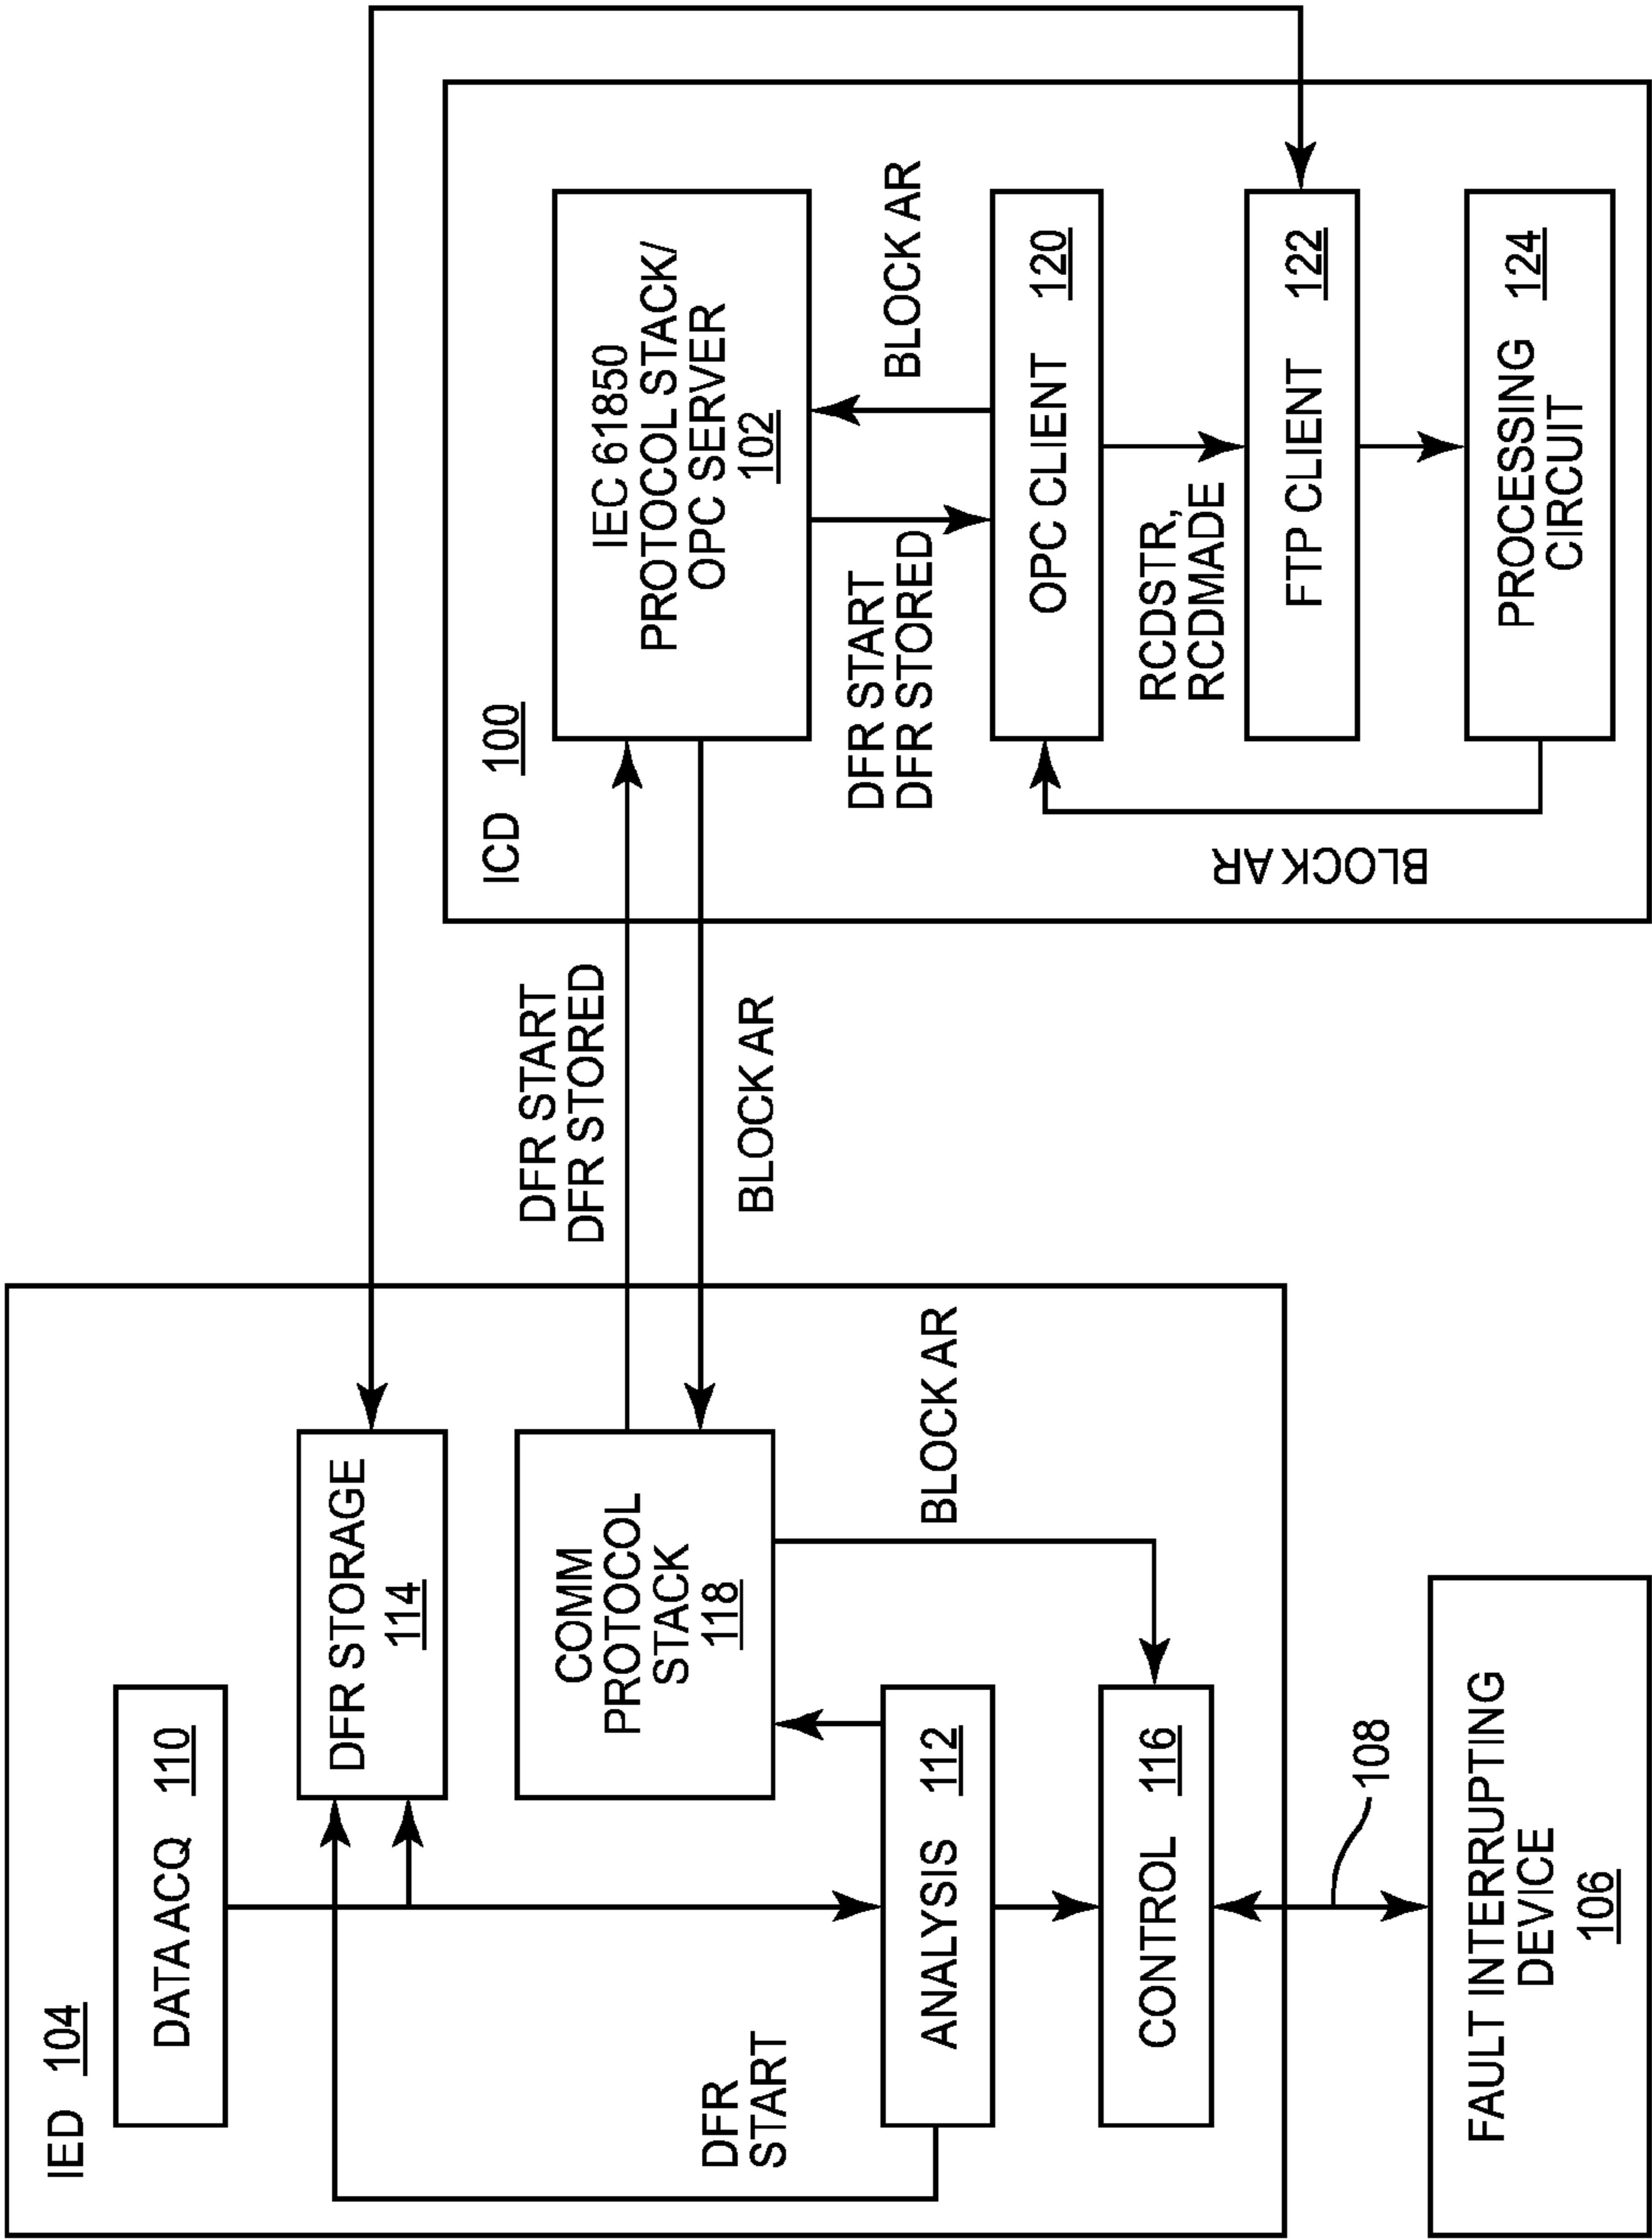 IED 104
DATA ACQ 110
DFR STORAGE
114
COMM
PROTOCOL
STACK
118
DFR
START
ANALYSIS 112
BLOCK AR
CONTROL 116
108
FAULT INTERRUPTING
DEVICE
106
DFR START
DFR STORED
BLOCK AR
ICD 100
IEC 61850
PROTOCOL STACK/
OPC SERVER
102
DFR START
DFR STORED
BLOCK AR
OPC CLIENT 120
RCDSTR,
RCDMADE
FTP CLIENT 122
BLOCK AR
PROCESSING 124
CIRCUIT